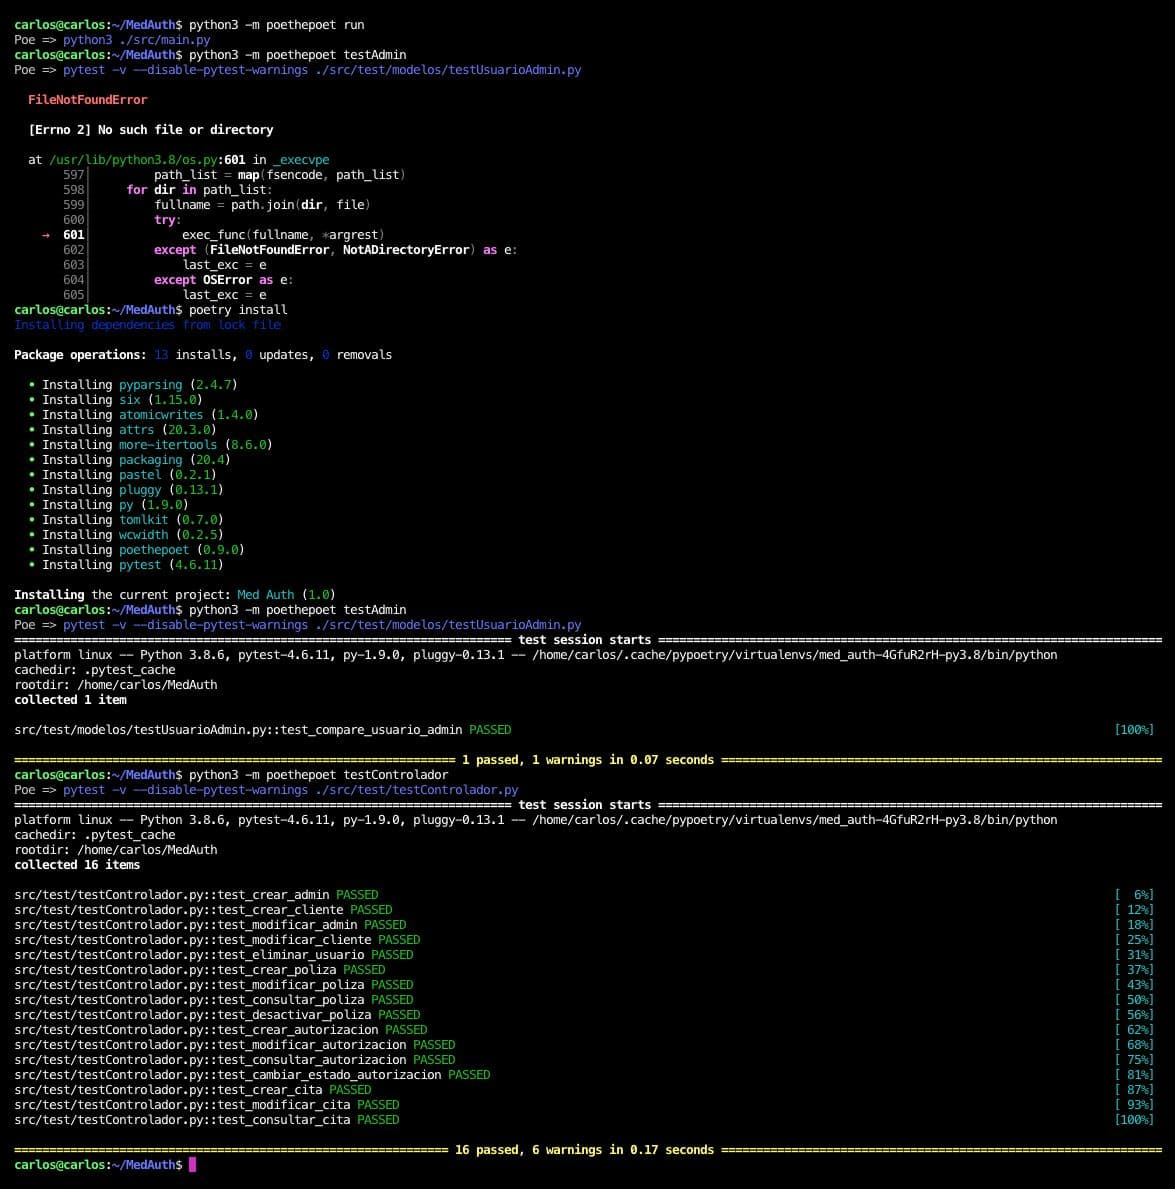 carlos@carlos:~/MedAuth$ python3 -m poethepoet run
Poe => python3 ./src/main.py
carlos@carlos:~/MedAuth$ python3 -m poethepoet testAdmin
Poe => pytest -v --disable-pytest-warnings ./src/test/modelos/testUsuarioAdmin.py
FileNotFoundError
[Errno 2] No such file or directory
at /usr/lib/python3.8/os.py:601 in _execvpe
597│ path_list = map(fsencode, path_list)
598│ for dir in path_list:
599│ fullname = path.join(dir, file)
600│ try:
→ 601│ exec_func(fullname, *argrest)
602│ except (FileNotFoundError, NotADirectoryError) as e:
603│ last_exc = e
604│ except OSError as e:
605│ last_exc = e
carlos@carlos:~/MedAuth$ poetry install
Installing dependencies from lock file
Package operations: 13 installs, 0 updates, 0 removals
• Installing pyparsing (2.4.7)
• Installing six (1.15.0)
• Installing atomicwrites (1.4.0)
• Installing attrs (20.3.0)
• Installing more-itertools (8.6.0)
• Installing packaging (20.4)
• Installing pastel (0.2.1)
• Installing pluggy (0.13.1)
• Installing py (1.9.0)
• Installing tomlkit (0.7.0)
• Installing wcwidth (0.2.5)
• Installing poethepoet (0.9.0)
• Installing pytest (4.6.11)
Installing the current project: Med Auth (1.0)
carlos@carlos:~/MedAuth$ python3 -m poethepoet testAdmin
Poe => pytest -v --disable-pytest-warnings ./src/test/modelos/testUsuarioAdmin.py
======================================================================= test session starts ========================================================================
platform linux -- Python 3.8.6, pytest-4.6.11, py-1.9.0, pluggy-0.13.1 -- /home/carlos/.cache/pypoetry/virtualenvs/med_auth-4GfuR2rH-py3.8/bin/python
cachedir: .pytest_cache
rootdir: /home/carlos/MedAuth
collected 1 item
src/test/modelos/testUsuarioAdmin.py::test_compare_usuario_admin PASSED [100%]
=============================================================== 1 passed, 1 warnings in 0.07 seconds ===============================================================
carlos@carlos:~/MedAuth$ python3 -m poethepoet testControlador
Poe => pytest -v --disable-pytest-warnings ./src/test/testControlador.py
======================================================================= test session starts ========================================================================
platform linux -- Python 3.8.6, pytest-4.6.11, py-1.9.0, pluggy-0.13.1 -- /home/carlos/.cache/pypoetry/virtualenvs/med_auth-4GfuR2rH-py3.8/bin/python
cachedir: .pytest_cache
rootdir: /home/carlos/MedAuth
collected 16 items
src/test/testControlador.py::test_crear_admin PASSED [  6%]
src/test/testControlador.py::test_crear_cliente PASSED [ 12%]
src/test/testControlador.py::test_modificar_admin PASSED [ 18%]
src/test/testControlador.py::test_modificar_cliente PASSED [ 25%]
src/test/testControlador.py::test_eliminar_usuario PASSED [ 31%]
src/test/testControlador.py::test_crear_poliza PASSED [ 37%]
src/test/testControlador.py::test_modificar_poliza PASSED [ 43%]
src/test/testControlador.py::test_consultar_poliza PASSED [ 50%]
src/test/testControlador.py::test_desactivar_poliza PASSED [ 56%]
src/test/testControlador.py::test_crear_autorizacion PASSED [ 62%]
src/test/testControlador.py::test_modificar_autorizacion PASSED [ 68%]
src/test/testControlador.py::test_consultar_autorizacion PASSED [ 75%]
src/test/testControlador.py::test_cambiar_estado_autorizacion PASSED [ 81%]
src/test/testControlador.py::test_crear_cita PASSED [ 87%]
src/test/testControlador.py::test_modificar_cita PASSED [ 93%]
src/test/testControlador.py::test_consultar_cita PASSED [100%]
============================================================== 16 passed, 6 warnings in 0.17 seconds ===============================================================
carlos@carlos:~/MedAuth$